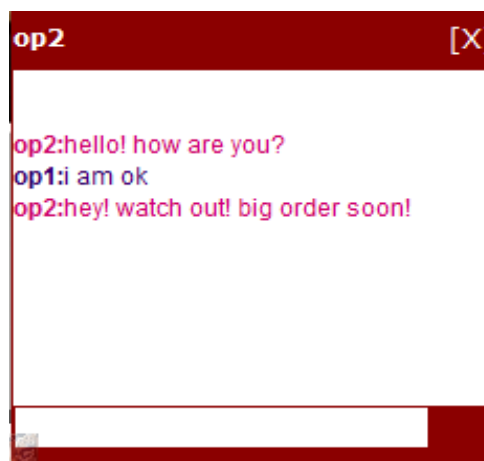 op2 [X
op2:hello! how are you?
op1:i am ok
op2:hey! watch out! big order soon!